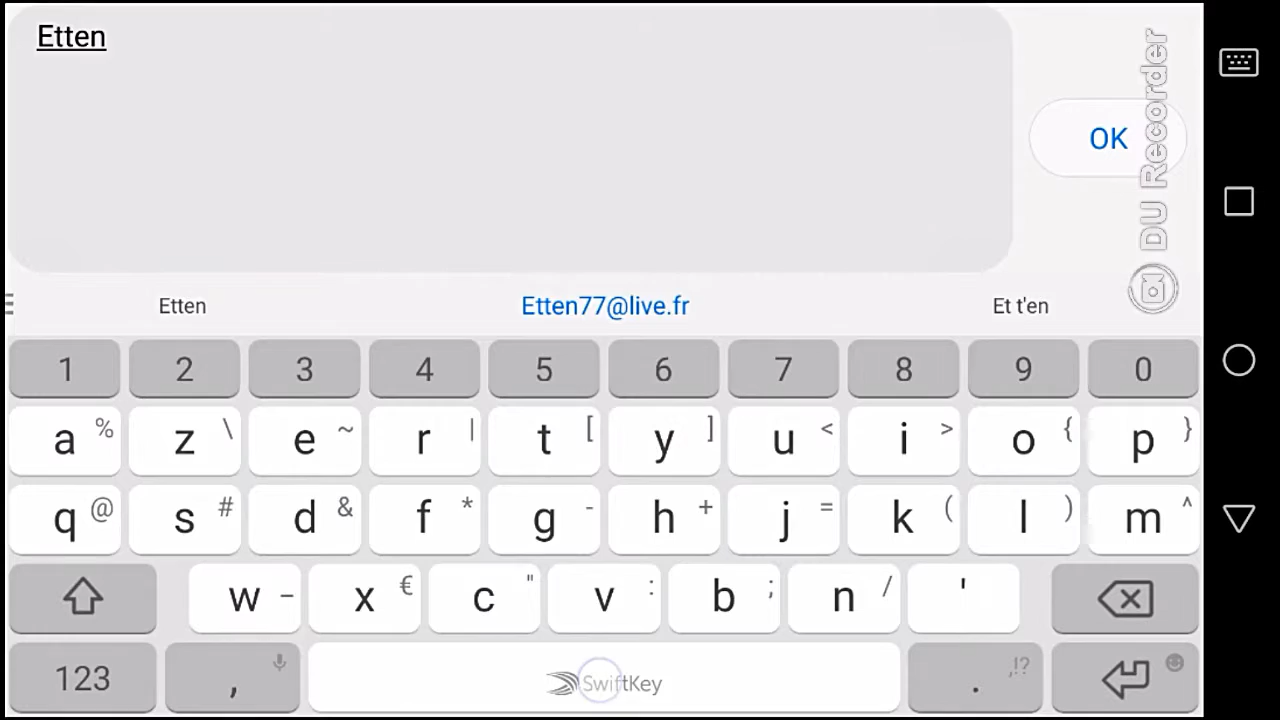 Etten
OK
DU Recorder
Etten Etten77@live.fr Et t'en
1 2 3 4 5 6 7 8 9 0
a % z \ e ~ r | t [ y ] u < i > o { p }
q @ s # d & f * g - h + j = k ( l ) m ^
w – x € c " v : b ; n / '
123 , SwiftKey . ,!?